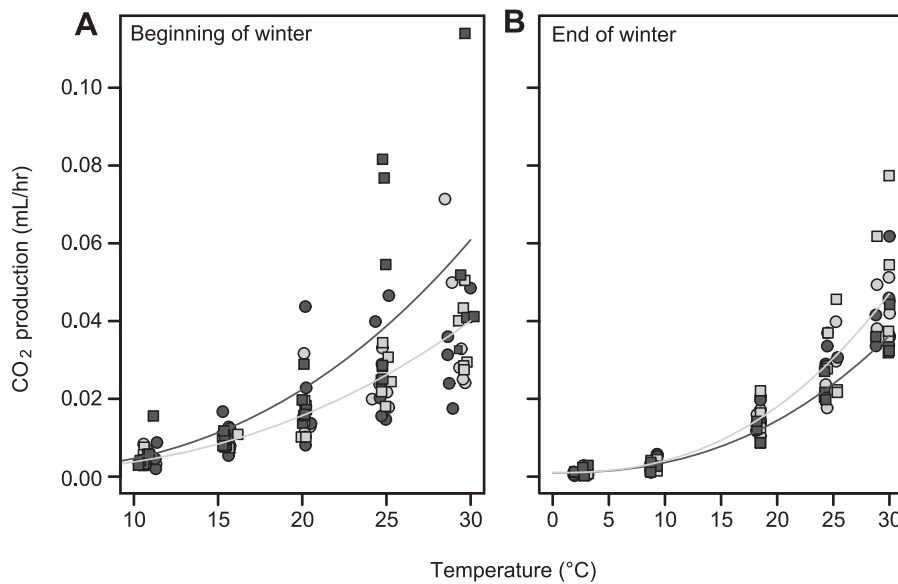 A
Beginning of winter
B
End of winter
CO2 production (mL/hr)
0.10
0.08
0.06
0.04
0.02
0.00
10 15 20 25 30
0 5 10 15 20 25 30
Temperature (°C)